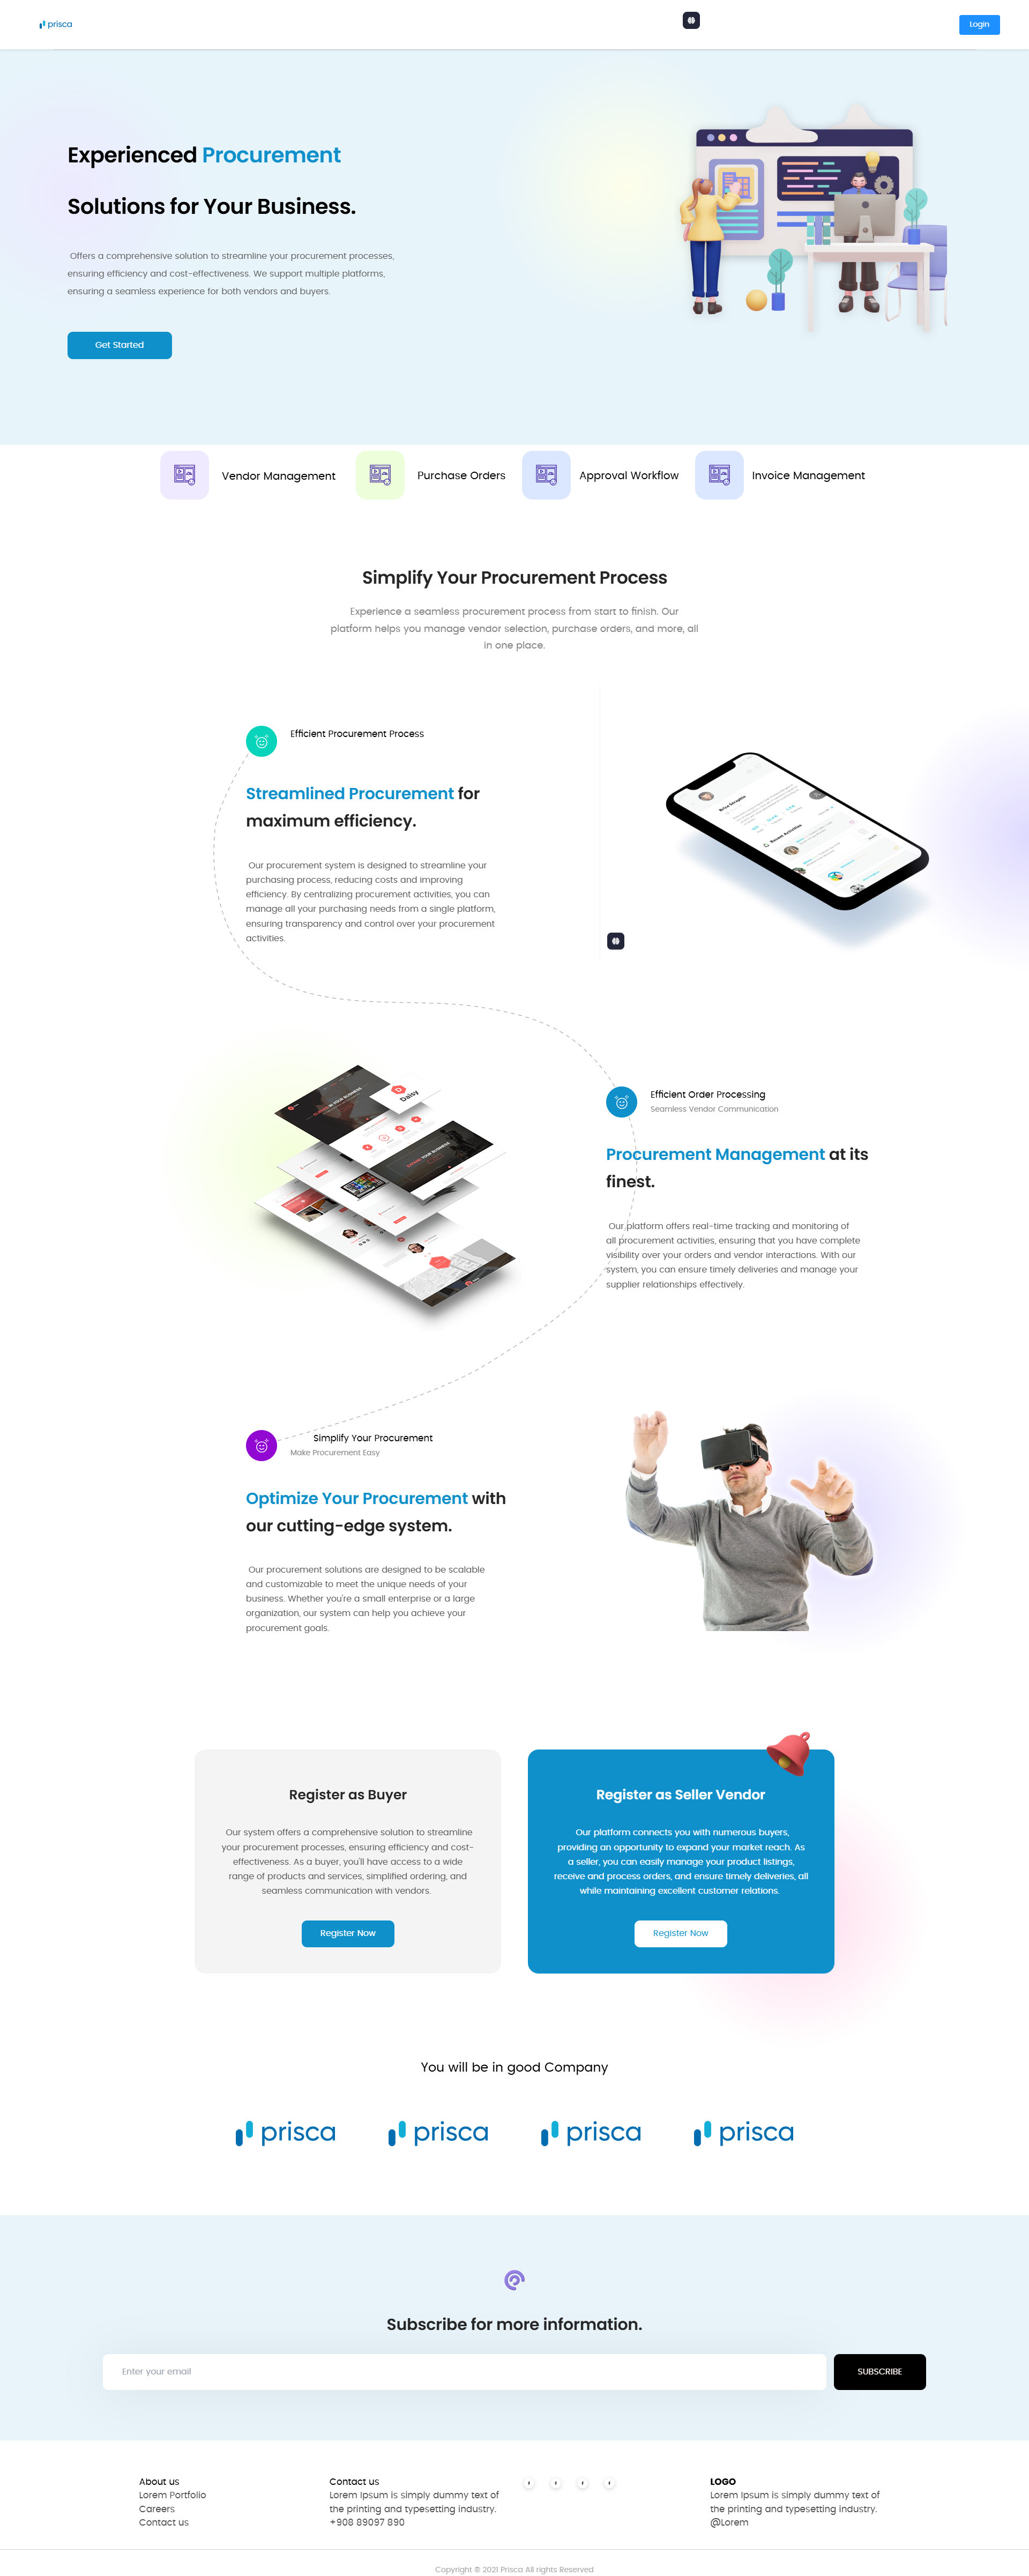 prisca
Login
Experienced Procurement
Solutions for Your Business.
Offers a comprehensive solution to streamline your procurement processes,
ensuring efficiency and cost-effectiveness. We support multiple platforms,
ensuring a seamless experience for both vendors and buyers.
Get Started
Vendor Management
Purchase Orders
Approval Workflow
Invoice Management
Simplify Your Procurement Process
Experience a seamless procurement process from start to finish. Our
platform helps you manage vendor selection, purchase orders, and more, all
in one place.
Efficient Procurement Process
Streamlined Procurement for
maximum efficiency.
Our procurement system is designed to streamline your
purchasing process, reducing costs and improving
efficiency. By centralizing procurement activities, you can
manage all your purchasing needs from a single platform,
ensuring transparency and control over your procurement
activities.
Recent Activities
Daisy
Efficient Order Processing
Seamless Vendor Communication
Procurement Management at its
finest.
Our platform offers real-time tracking and monitoring of
all procurement activities, ensuring that you have complete
visibility over your orders and vendor interactions. With our
system, you can ensure timely deliveries and manage your
supplier relationships effectively.
Simplify Your Procurement
Make Procurement Easy
Optimize Your Procurement with
our cutting-edge system.
Our procurement solutions are designed to be scalable
and customizable to meet the unique needs of your
business. Whether you're a small enterprise or a large
organization, our system can help you achieve your
procurement goals.
Register as Buyer
Our system offers a comprehensive solution to streamline
your procurement processes, ensuring efficiency and cost-
effectiveness. As a buyer, you'll have access to a wide
range of products and services, simplified ordering, and
seamless communication with vendors.
Register Now
Register as Seller Vendor
Our platform connects you with numerous buyers,
providing an opportunity to expand your market reach. As
a seller, you can easily manage your product listings,
receive and process orders, and ensure timely deliveries, all
while maintaining excellent customer relations.
Register Now
You will be in good Company
prisca
prisca
prisca
prisca
Subscribe for more information.
Enter your email
SUBSCRIBE
About us
Lorem Portfolio
Careers
Contact us
Contact us
Lorem Ipsum is simply dummy text of
the printing and typesetting industry.
+908 89097 890
LOGO
Lorem Ipsum is simply dummy text of
the printing and typesetting industry.
@Lorem
Copyright ® 2021 Prisca All rights Reserved